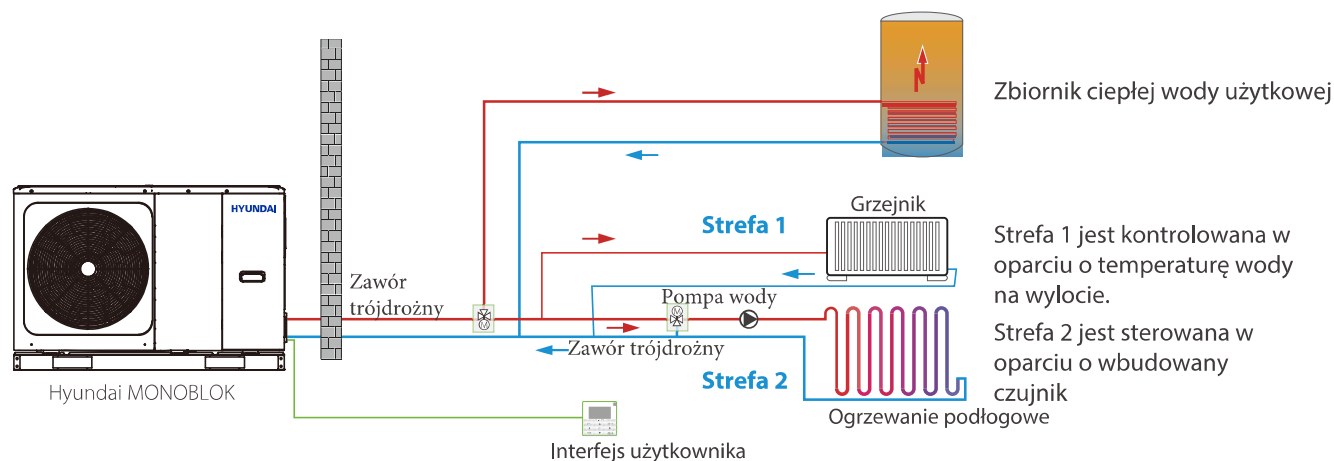 Zbiornik ciepłej wody użytkowej
HYUNDAI
Grzejnik
Strefa 1
Strefa 1 jest kontrolowana w
oparciu o temperaturę wody
na wylocie.
Zawór
trójdrożny
Pompa wody
M
M
Strefa 2 jest sterowana w
oparciu o wbudowany
czujnik
Zawór trójdrożny
Strefa 2
Hyundai MONOBLOK
Ogrzewanie podłogowe
Interfejs użytkownika